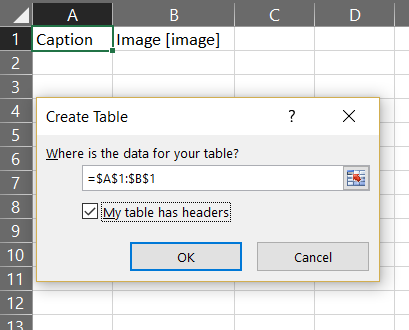 A B C D
1 Caption Image [image]
2
3
4
Create Table ?
5
6 Where is the data for your table?
7 =$A$1:$B$1
8 My table has headers
9
10 OK Cancel
11
12
13